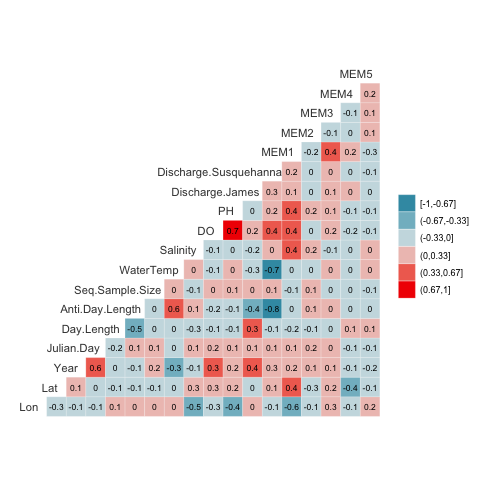 MEM5
MEM4 0.2
MEM3 -0.1 0.1
MEM2 -0.1 0 0.1
MEM1 -0.2 0.4 0.2 -0.3
Discharge.Susquehanna 0.2 0 0 0 -0.1
Discharge.James 0.3 0.1 0 0.1 0 0.1
PH 0 0.2 0.4 0.2 0.1 -0.1 -0.1
DO 0.7 0.2 0.4 0.4 0 0.2 -0.2 -0.1
Salinity -0.1 0 -0.2 0 0.4 0.2 -0.1 0 0
WaterTemp 0 -0.1 0 -0.3 -0.7 0 0 0 0 0
Seq.Sample.Size 0 -0.1 0.1 0 0.1 -0.1 0.1 0 0 -0.1 0
Anti.Day.Length 0 0.6 0.1 -0.2 -0.1 -0.4 -0.8 0 0.1 0 0 0
Day.Length -0.5 0 0 -0.3 -0.1 -0.1 0.3 -0.1 -0.2 -0.1 0 0.1 0.1
Julian.Day -0.2 0.1 0.1 0 0.1 0.2 0.1 0.1 0.1 0.1 0.2 0 -0.1 -0.1
Year 0.6 0 -0.1 0.2 -0.3 -0.1 0.3 0.2 0.4 0.3 0.2 0.1 0.1 -0.1 -0.2
Lat 0.1 0 -0.1 -0.1 -0.1 0 0.3 0.3 0.2 0 0.1 0.4 -0.3 0.2 -0.4 -0.1
Lon -0.3 -0.1 -0.1 0.1 0 0 0 -0.5 -0.3 -0.4 0 -0.1 -0.6 -0.1 0.3 -0.1 0.2
[-1,-0.67]
(-0.67,-0.33]
(-0.33,0]
(0,0.33]
(0.33,0.67]
(0.67,1]